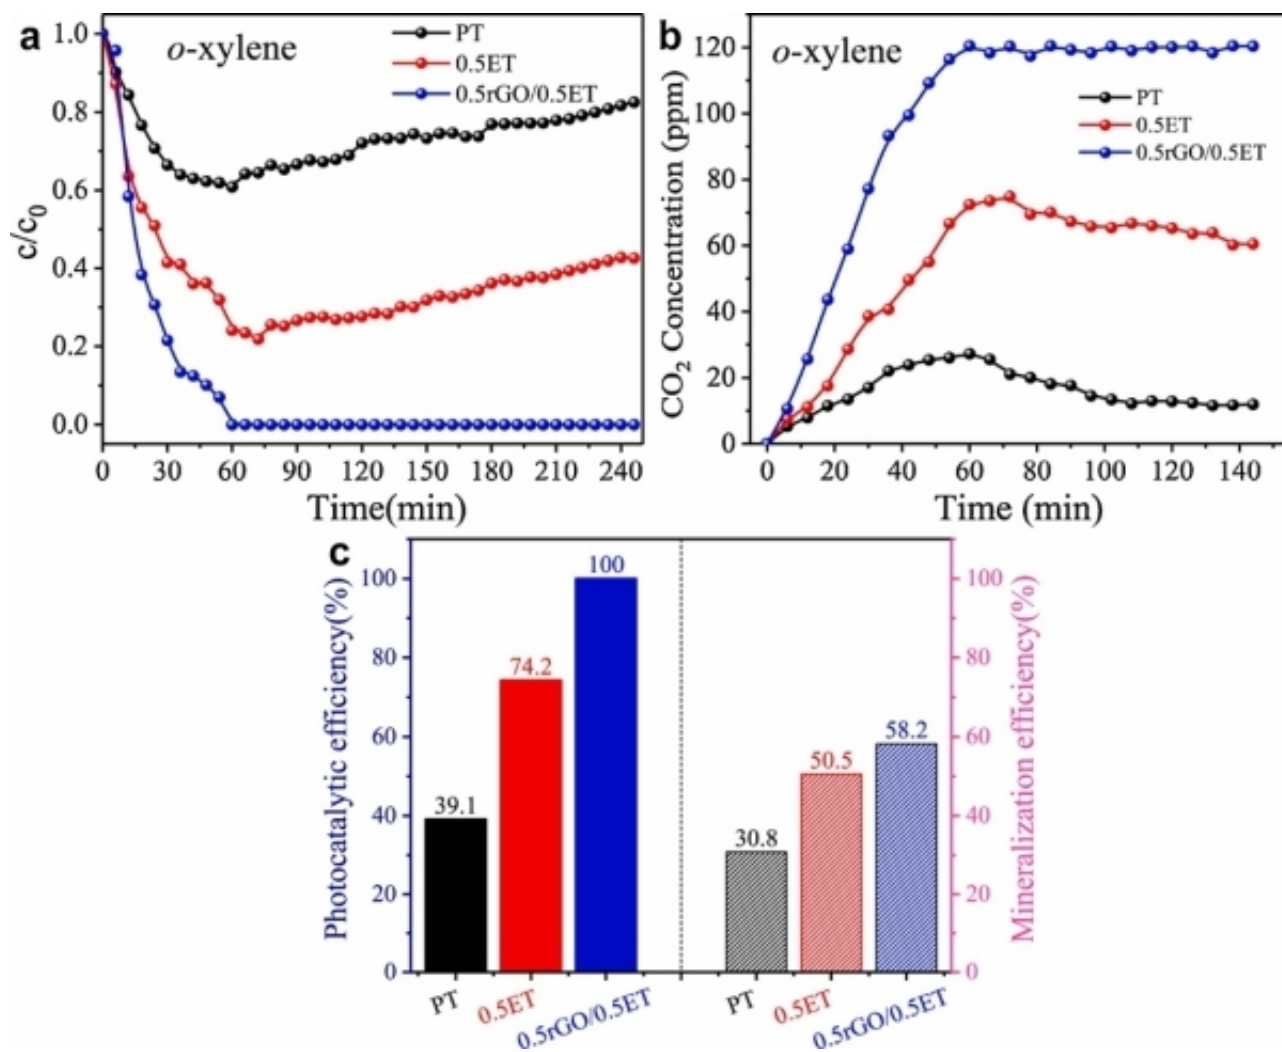 a
o-xylene
PT
0.5ET
0.5rGO/0.5ET
1.0
0.8
0.6
0.4
0.2
0.0
c/c0
0 30 60 90 120 150 180 210 240
Time(min)
b
o-xylene
PT
0.5ET
0.5rGO/0.5ET
120
100
80
60
40
20
0
CO2 Concentration (ppm)
0 20 40 60 80 100 120 140
Time (min)
c
Photocatalytic efficiency(%)
100
80
60
40
20
0
39.1
74.2
100
30.8
50.5
58.2
100
80
60
40
20
0
Mineralization efficiency(%)
PT 0.5ET 0.5rGO/0.5ET PT 0.5ET 0.5rGO/0.5ET